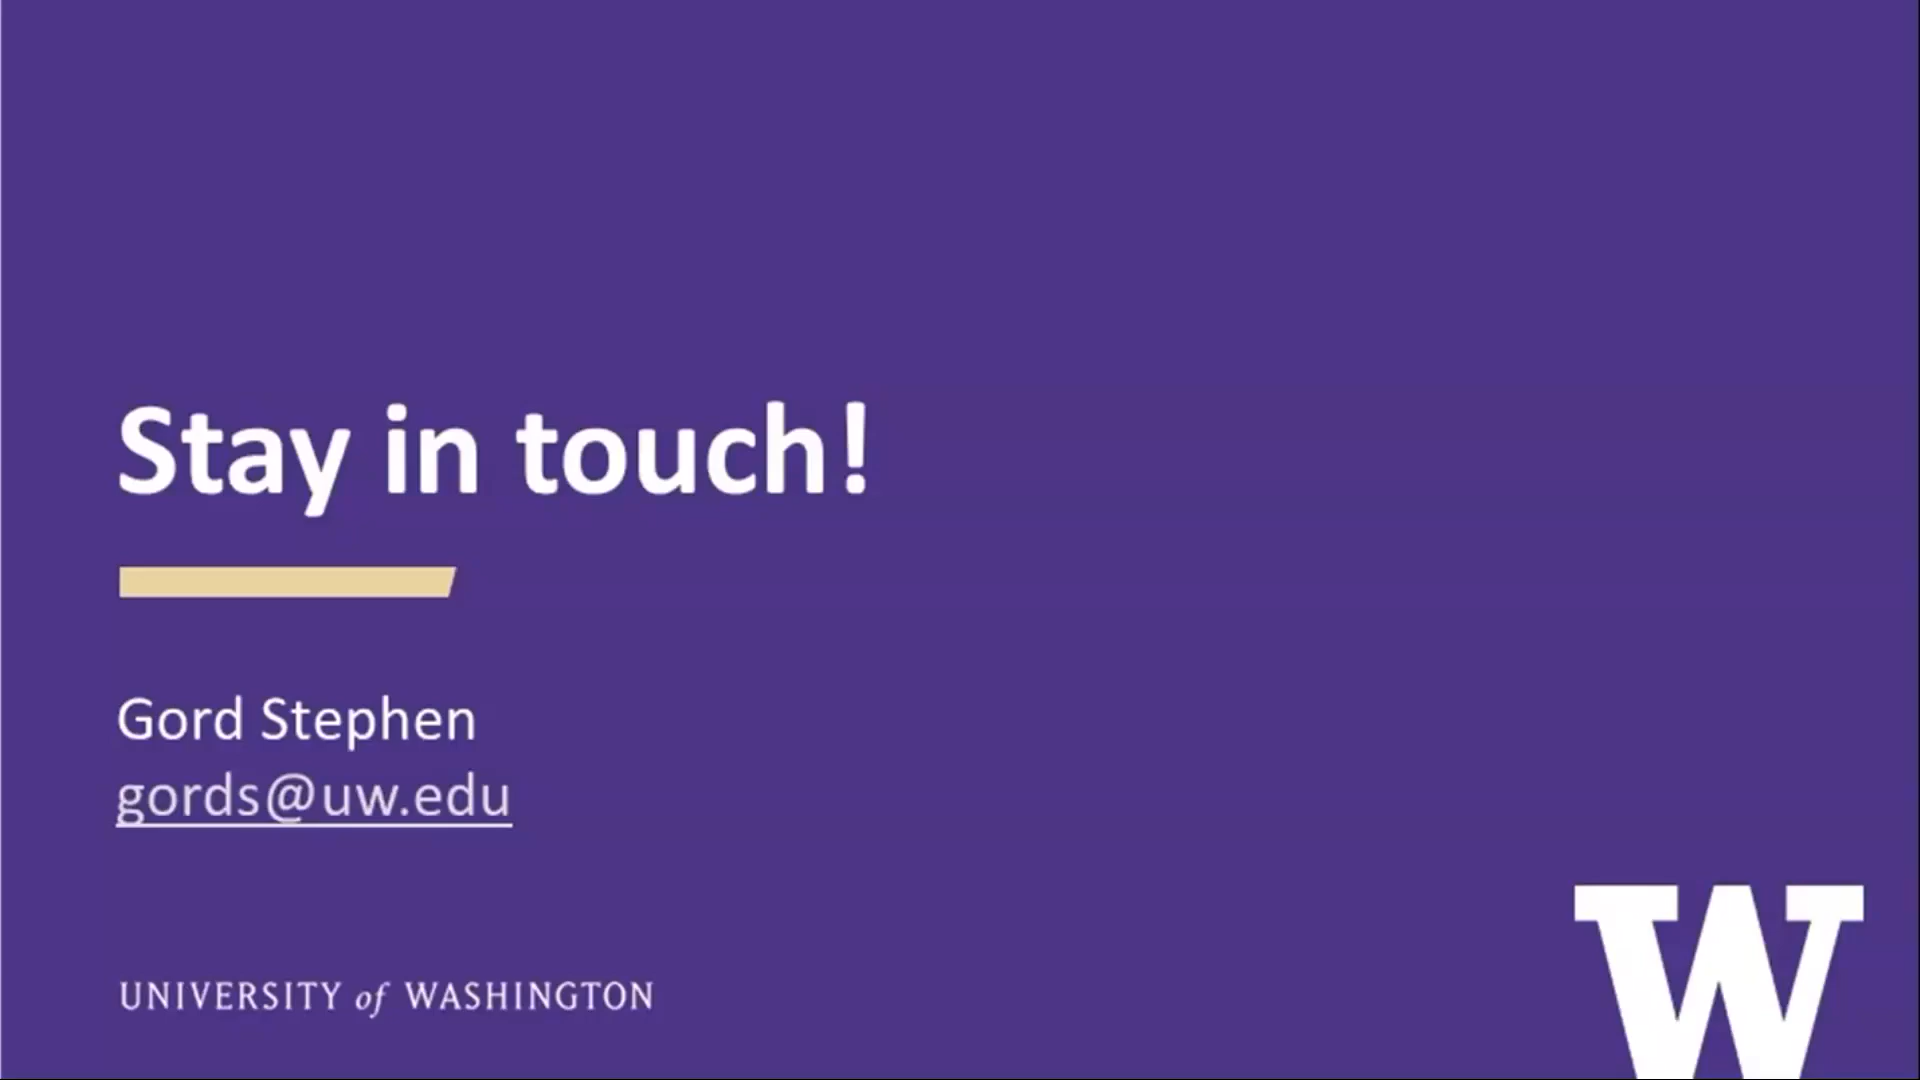 Stay in touch!
Gord Stephen
gords@uw.edu
UNIVERSITY of WASHINGTON
W